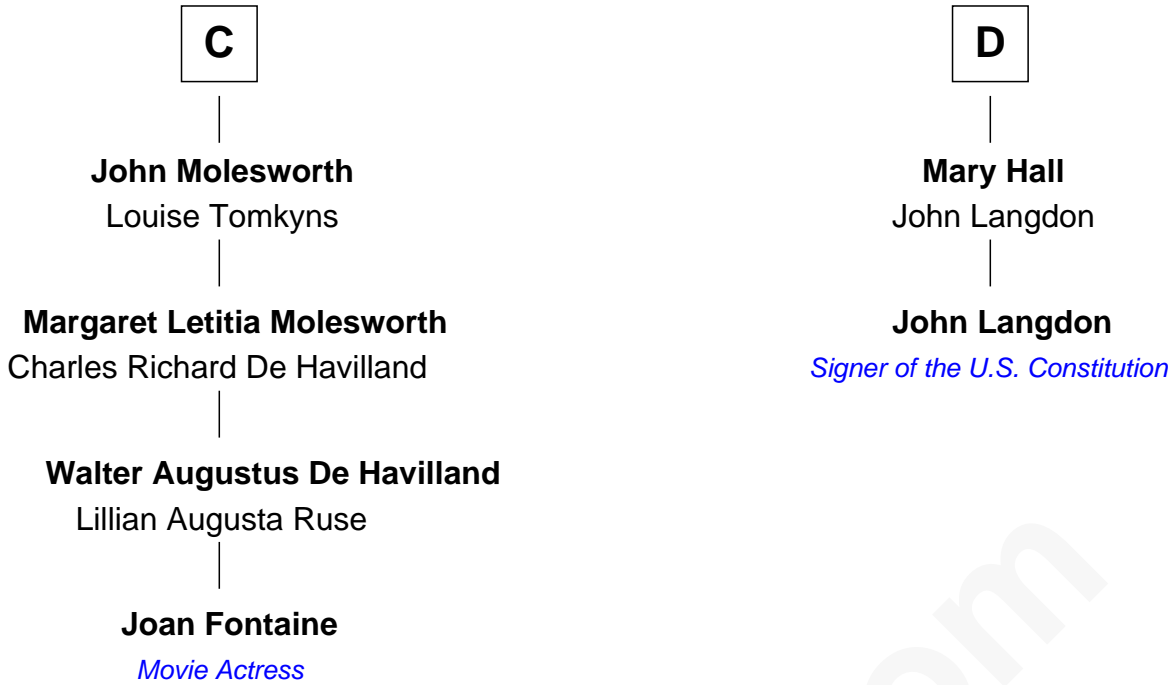 C
John Molesworth
Louise Tomkyns
Margaret Letitia Molesworth
Charles Richard De Havilland
Walter Augustus De Havilland
Lillian Augusta Ruse
Joan Fontaine
Movie Actress
D
Mary Hall
John Langdon
John Langdon
Signer of the U.S. Constitution
om